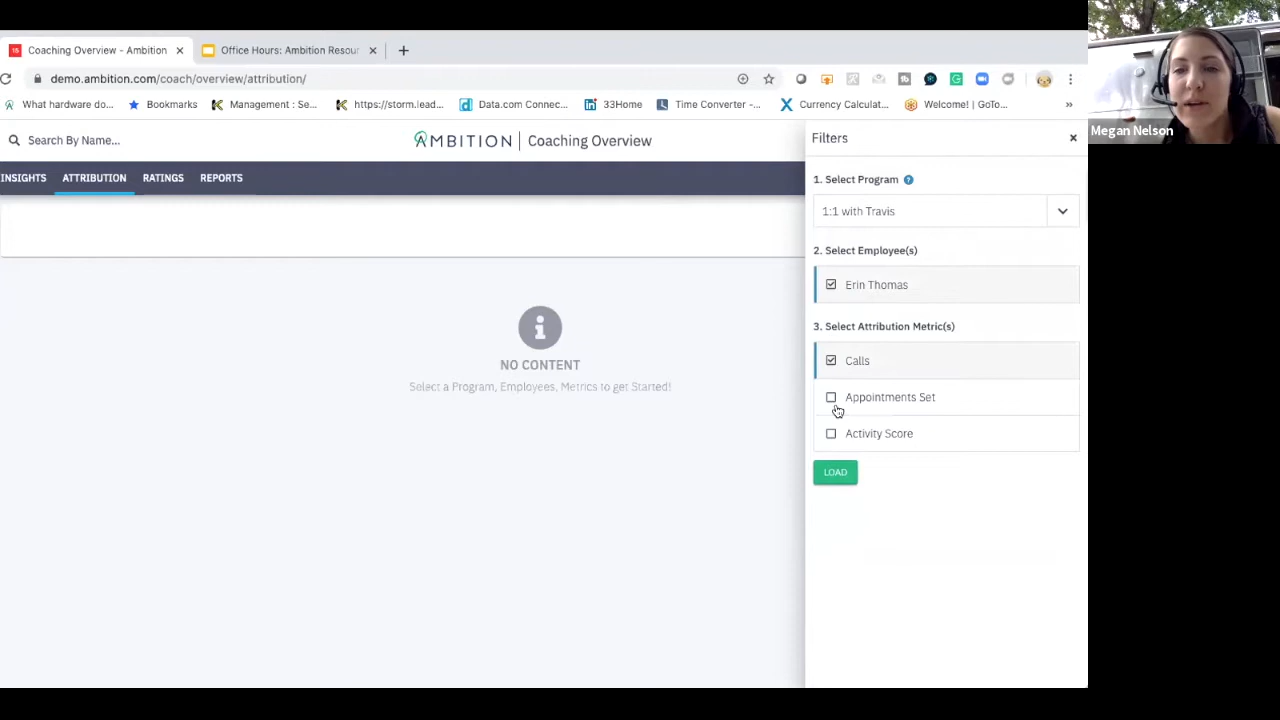 Coaching Overview - Ambition
Office Hours: Ambition Resour
demo.ambition.com/coach/overview/attribution/
What hardware do...
Bookmarks
Management : Se...
https://storm.lead...
Data.com Connec...
33Home
Time Converter -...
Currency Calculat...
Welcome! | GoTo...
»
Megan Nelson
Search By Name...
AMBITION | Coaching Overview
Filters
INSIGHTS
ATTRIBUTION
RATINGS
REPORTS
1. Select Program
1:1 with Travis
2. Select Employee(s)
Erin Thomas
3. Select Attribution Metric(s)
Calls
Appointments Set
Activity Score
LOAD
NO CONTENT
Select a Program, Employees, Metrics to get Started!